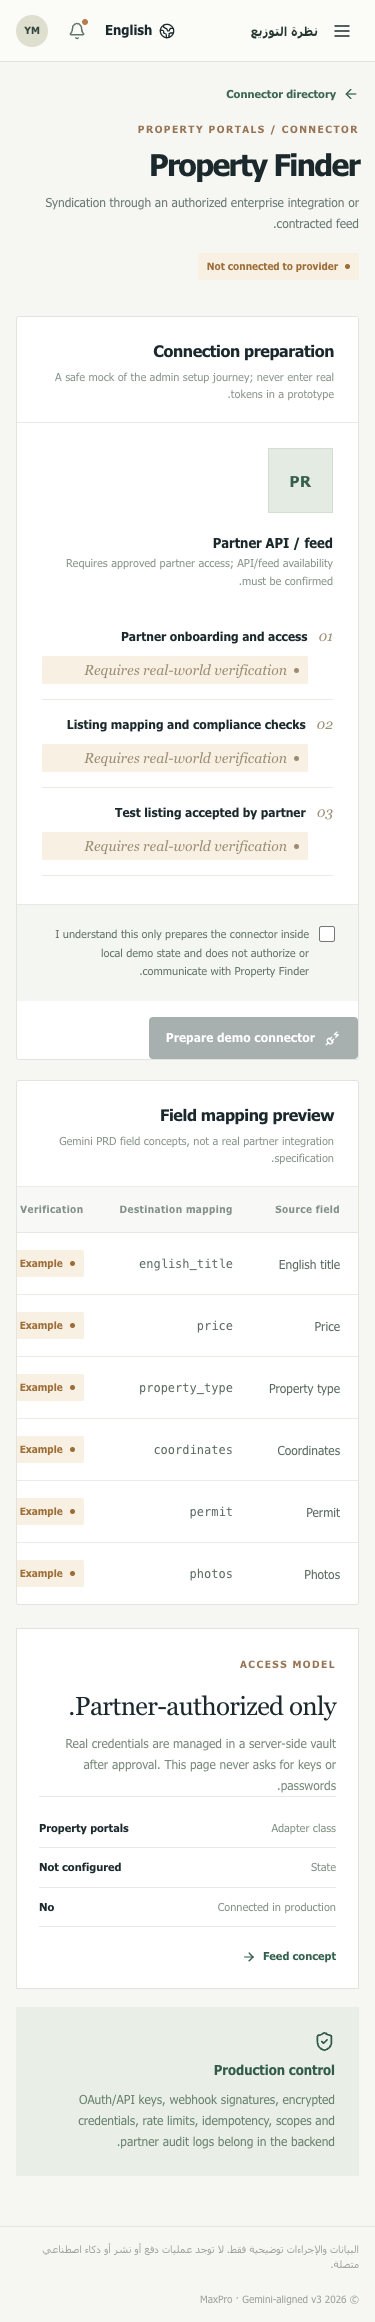 نظرة التوزيع
English
YM
Connector directory
PROPERTY PORTALS / CONNECTOR
Property Finder
Syndication through an authorized enterprise integration or
contracted feed.
Not connected to provider
Connection preparation
A safe mock of the admin setup journey; never enter real
tokens in a prototype.
PR
Partner API / feed
Requires approved partner access; API/feed availability
must be confirmed.
01 Partner onboarding and access
Requires real-world verification
02 Listing mapping and compliance checks
Requires real-world verification
03 Test listing accepted by partner
Requires real-world verification
I understand this only prepares the connector inside
local demo state and does not authorize or
communicate with Property Finder.
Prepare demo connector
Field mapping preview
Gemini PRD field concepts, not a real partner integration
specification.
Source field Destination mapping Verification
English title english_title Example
Price price Example
Property type property_type Example
Coordinates coordinates Example
Permit permit Example
Photos photos Example
ACCESS MODEL
Partner-authorized only.
Real credentials are managed in a server-side vault
after approval. This page never asks for keys or
passwords.
Adapter class Property portals
State Not configured
Connected in production No
Feed concept
Production control
OAuth/API keys, webhook signatures, encrypted
credentials, rate limits, idempotency, scopes and
partner audit logs belong in the backend.
البيانات والإجراءات توضيحية فقط. لا توجد عمليات دفع أو نشر أو ذكاء اصطناعي
متصلة.
© 2026 MaxPro · Gemini-aligned v3